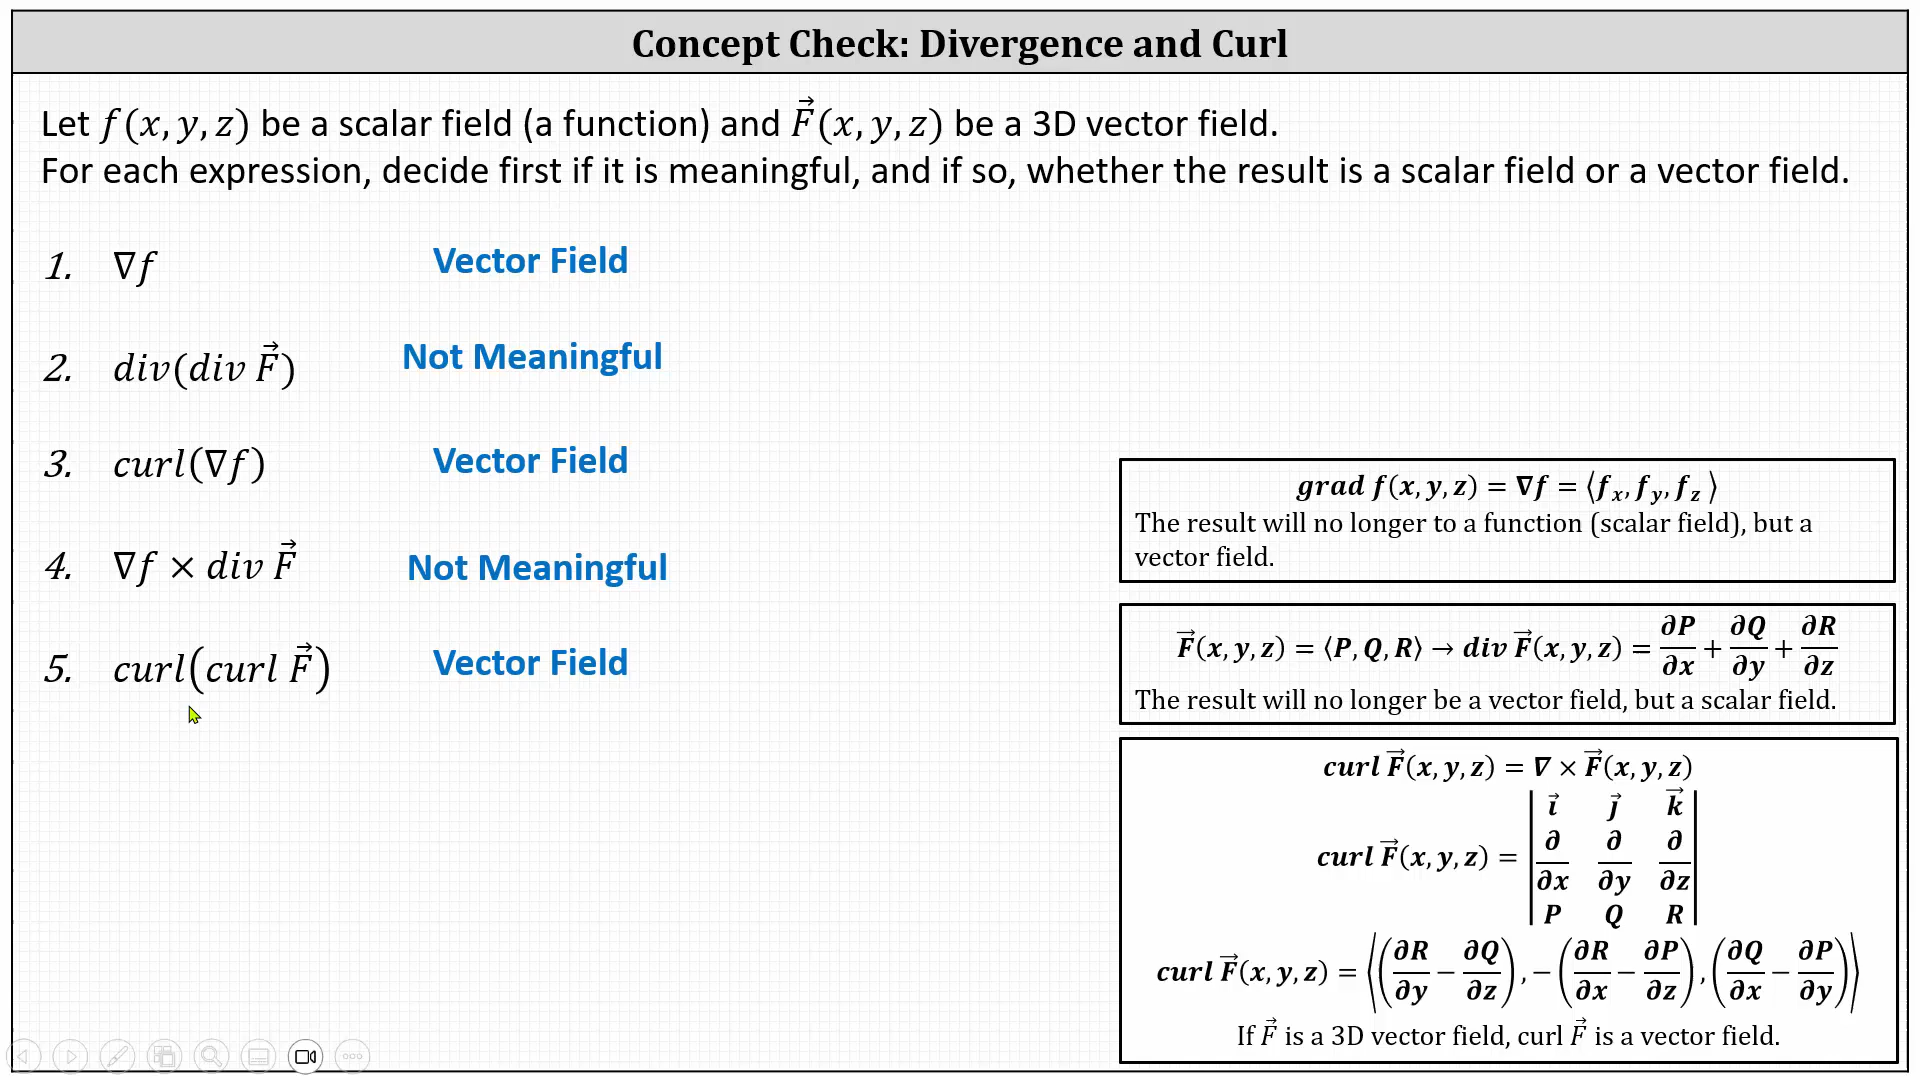 Concept Check: Divergence and Curl
Let f(x, y, z) be a scalar field (a function) and F⃗(x, y, z) be a 3D vector field.
For each expression, decide first if it is meaningful, and if so, whether the result is a scalar field or a vector field.
1. ∇f Vector Field
2. div(div F⃗) Not Meaningful
3. curl(∇f) Vector Field
4. ∇f × div F⃗ Not Meaningful
5. curl(curl F⃗) Vector Field
grad f(x, y, z) = ∇f = ⟨fₓ, f_y, f_z ⟩
The result will no longer to a function (scalar field), but a
vector field.
F⃗(x, y, z) = ⟨P, Q, R⟩ → div F⃗(x, y, z) = ∂P/∂x + ∂Q/∂y + ∂R/∂z
The result will no longer be a vector field, but a scalar field.
curl F⃗(x, y, z) = ∇ × F⃗(x, y, z)
curl F⃗(x, y, z) = | i⃗ j⃗ k⃗ |
| ∂/∂x ∂/∂y ∂/∂z |
| P Q R |
curl F⃗(x, y, z) = ⟨(∂R/∂y − ∂Q/∂z), −(∂R/∂x − ∂P/∂z), (∂Q/∂x − ∂P/∂y)⟩
If F⃗ is a 3D vector field, curl F⃗ is a vector field.